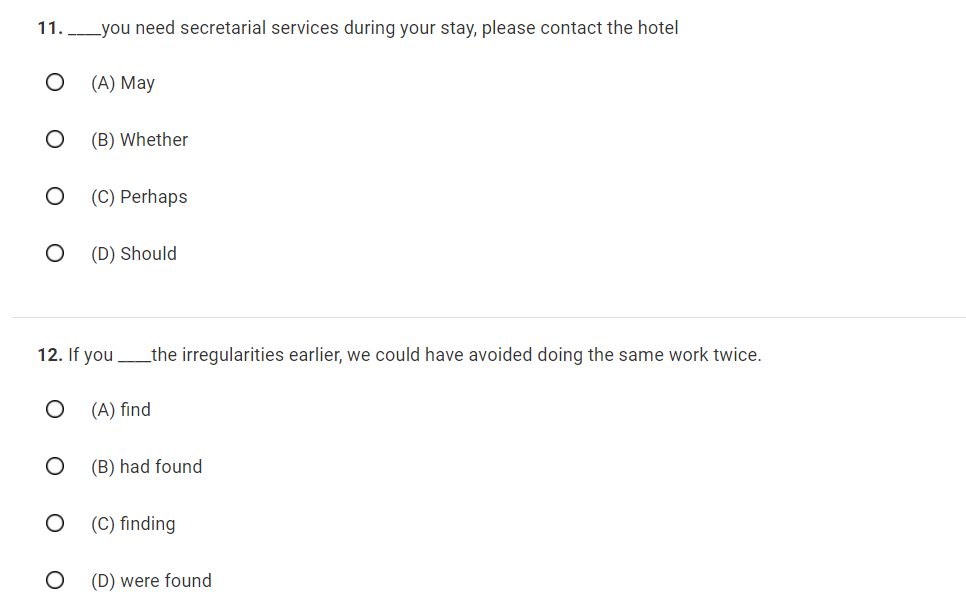 11. ____you need secretarial services during your stay, please contact the hotel
(A) May
(B) Whether
(C) Perhaps
(D) Should
12. If you ____the irregularities earlier, we could have avoided doing the same work twice.
(A) find
(B) had found
(C) finding
(D) were found